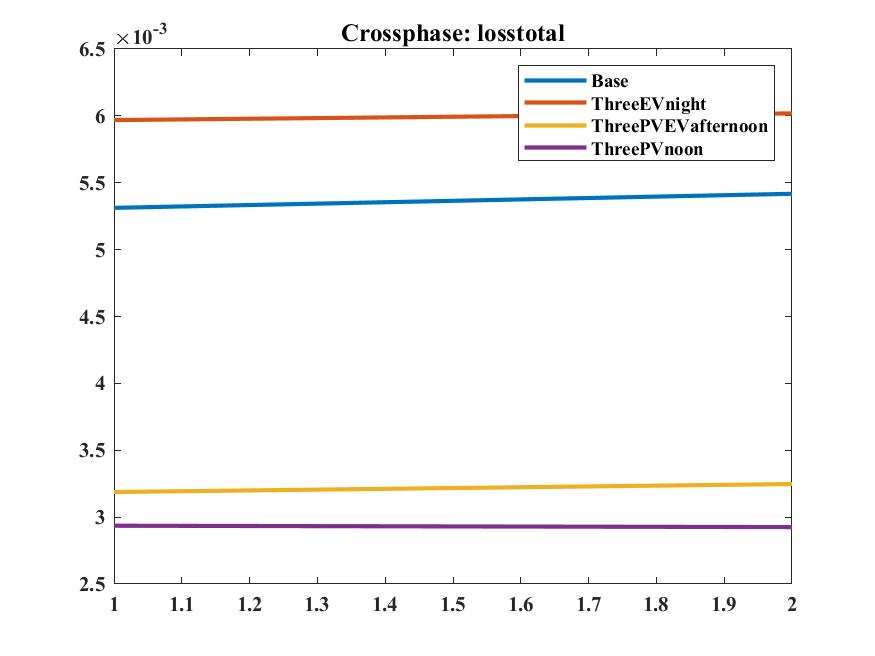 Crossphase: losstotal
×10⁻³
6.5
6
5.5
5
4.5
4
3.5
3
2.5
Base
ThreeEVnight
ThreePVEVafternoon
ThreePVnoon
1 1.1 1.2 1.3 1.4 1.5 1.6 1.7 1.8 1.9 2